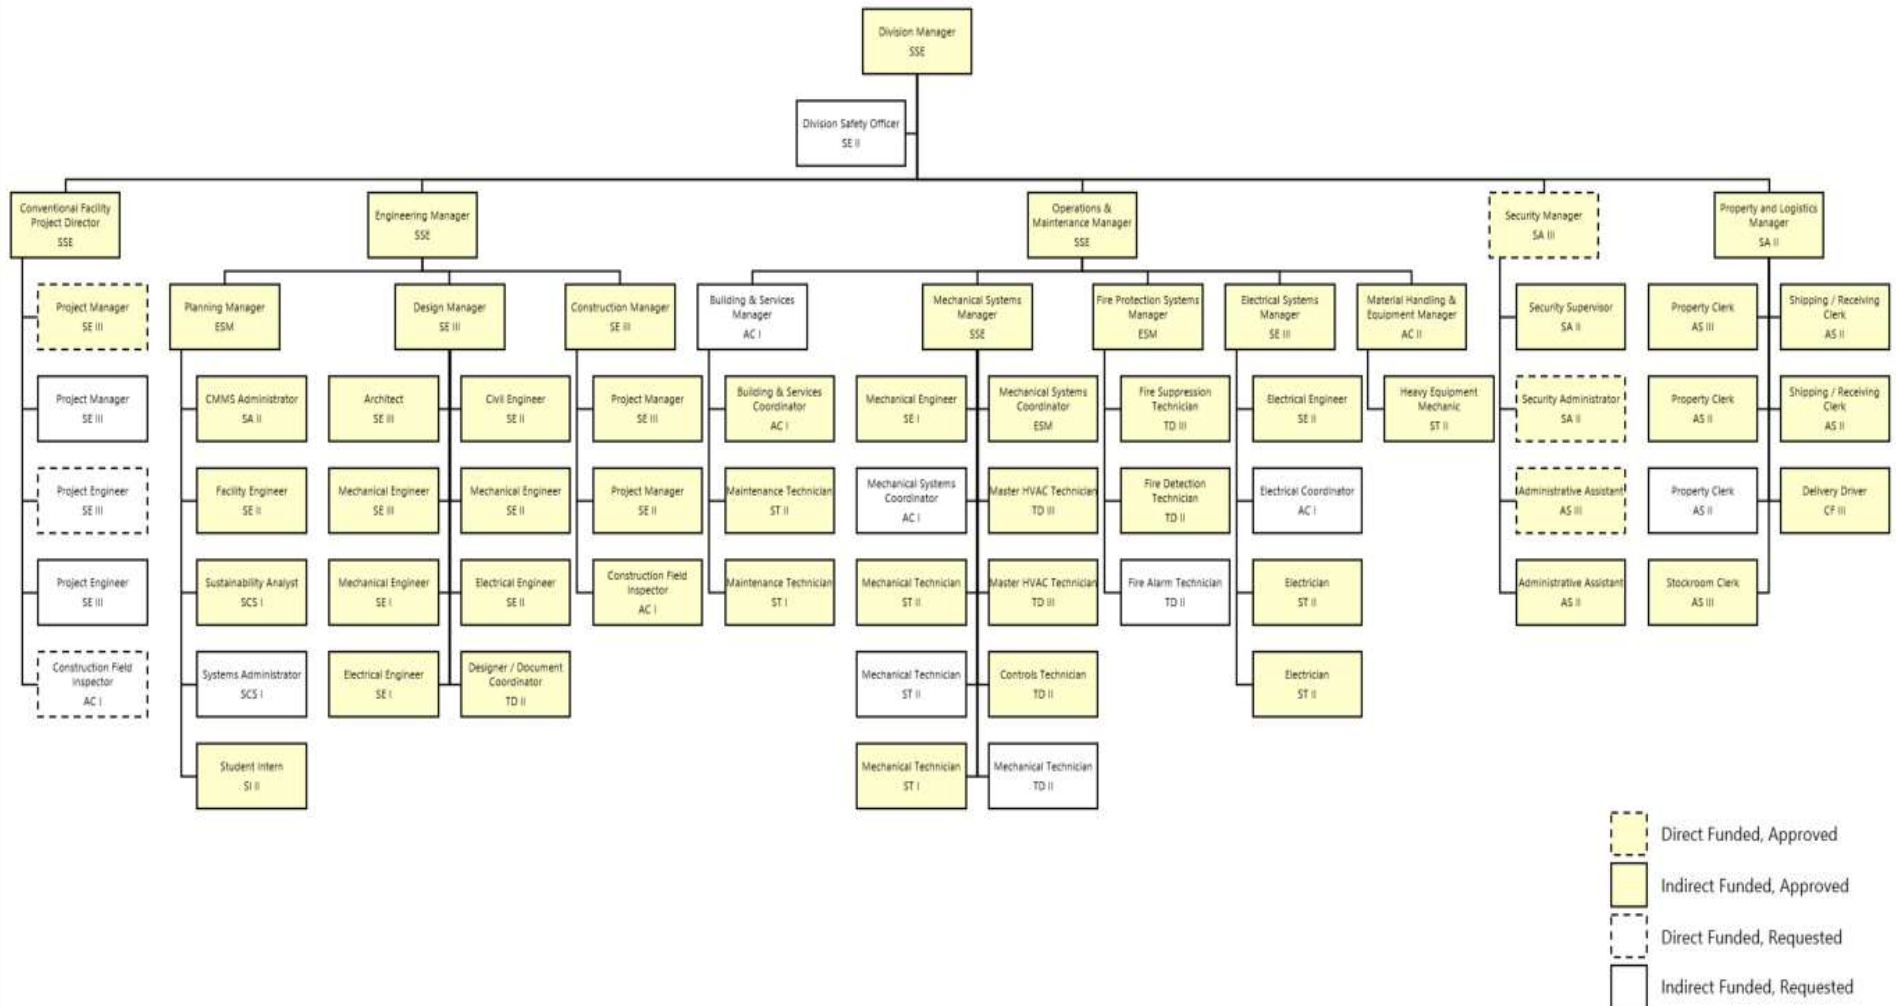 Division Manager
SSE
Division Safety Officer
SE II
Conventional Facility
Project Director
SSE
Engineering Manager
SSE
Operations &
Maintenance Manager
SSE
Security Manager
SA III
Property and Logistics
Manager
SA II
Project Manager
SE III
Project Manager
SE III
Project Engineer
SE III
Project Engineer
SE III
Construction Field
Inspector
AC I
Planning Manager
ESM
CMMS Administrator
SA II
Facility Engineer
SE II
Sustainability Analyst
SCS I
Systems Administrator
SCS I
Student Intern
SI II
Design Manager
SE III
Architect
SE III
Civil Engineer
SE II
Mechanical Engineer
SE III
Mechanical Engineer
SE II
Mechanical Engineer
SE I
Electrical Engineer
SE II
Electrical Engineer
SE I
Designer / Document
Coordinator
TD II
Construction Manager
SE III
Project Manager
SE III
Project Manager
SE II
Construction Field
Inspector
AC I
Building & Services
Manager
AC I
Building & Services
Coordinator
AC I
Maintenance Technician
ST II
Maintenance Technician
ST I
Mechanical Systems
Manager
SSE
Mechanical Engineer
SE I
Mechanical Systems
Coordinator
ESM
Mechanical Systems
Coordinator
AC I
Master HVAC Technician
TD III
Mechanical Technician
ST II
Master HVAC Technician
TD III
Mechanical Technician
ST II
Controls Technician
TD II
Mechanical Technician
ST I
Mechanical Technician
TD II
Fire Protection Systems
Manager
ESM
Fire Suppression
Technician
TD III
Fire Detection
Technician
TD II
Fire Alarm Technician
TD II
Electrical Systems
Manager
SE III
Electrical Engineer
SE II
Electrical Coordinator
AC I
Electrician
ST II
Electrician
ST II
Material Handling &
Equipment Manager
AC II
Heavy Equipment
Mechanic
ST II
Security Supervisor
SA II
Security Administrator
SA II
Administrative Assistant
AS III
Administrative Assistant
AS II
Property Clerk
AS III
Shipping / Receiving
Clerk
AS II
Property Clerk
AS II
Shipping / Receiving
Clerk
AS II
Property Clerk
AS II
Delivery Driver
CF III
Stockroom Clerk
AS III
Direct Funded, Approved
Indirect Funded, Approved
Direct Funded, Requested
Indirect Funded, Requested